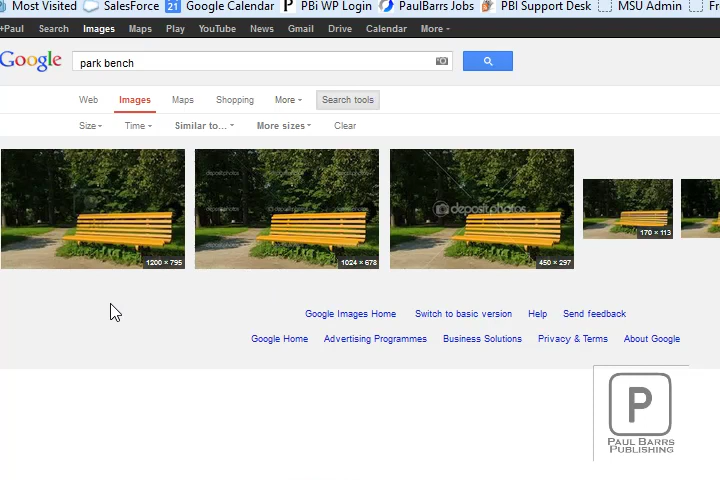 Most Visited SalesForce 21 Google Calendar P PBi WP Login PaulBarrs Jobs PBI Support Desk MSU Admin Fr
+Paul Search Images Maps Play YouTube News Gmail Drive Calendar More
Google park bench
Web Images Maps Shopping More Search tools
Size Time Similar to... More sizes Clear
depositphotos
1200 × 795 1024 × 678 450 × 297 170 × 113
Google Images Home Switch to basic version Help Send feedback
Google Home Advertising Programmes Business Solutions Privacy & Terms About Google
P
PAUL BARRS
PUBLISHING